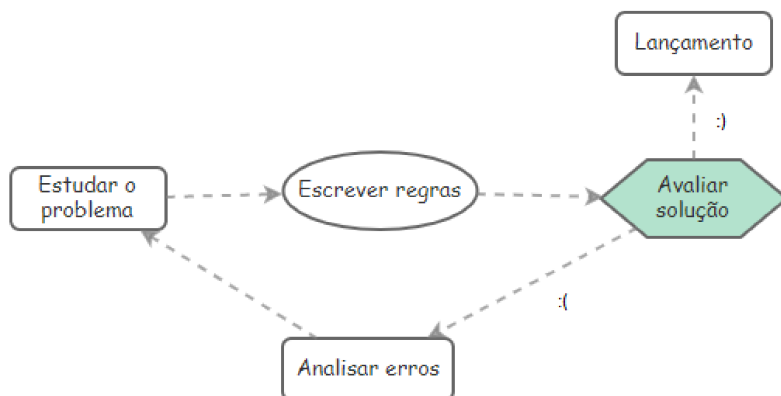 Lançamento
:)
Estudar o
problema
Escrever regras
Avaliar
solução
:(
Analisar erros